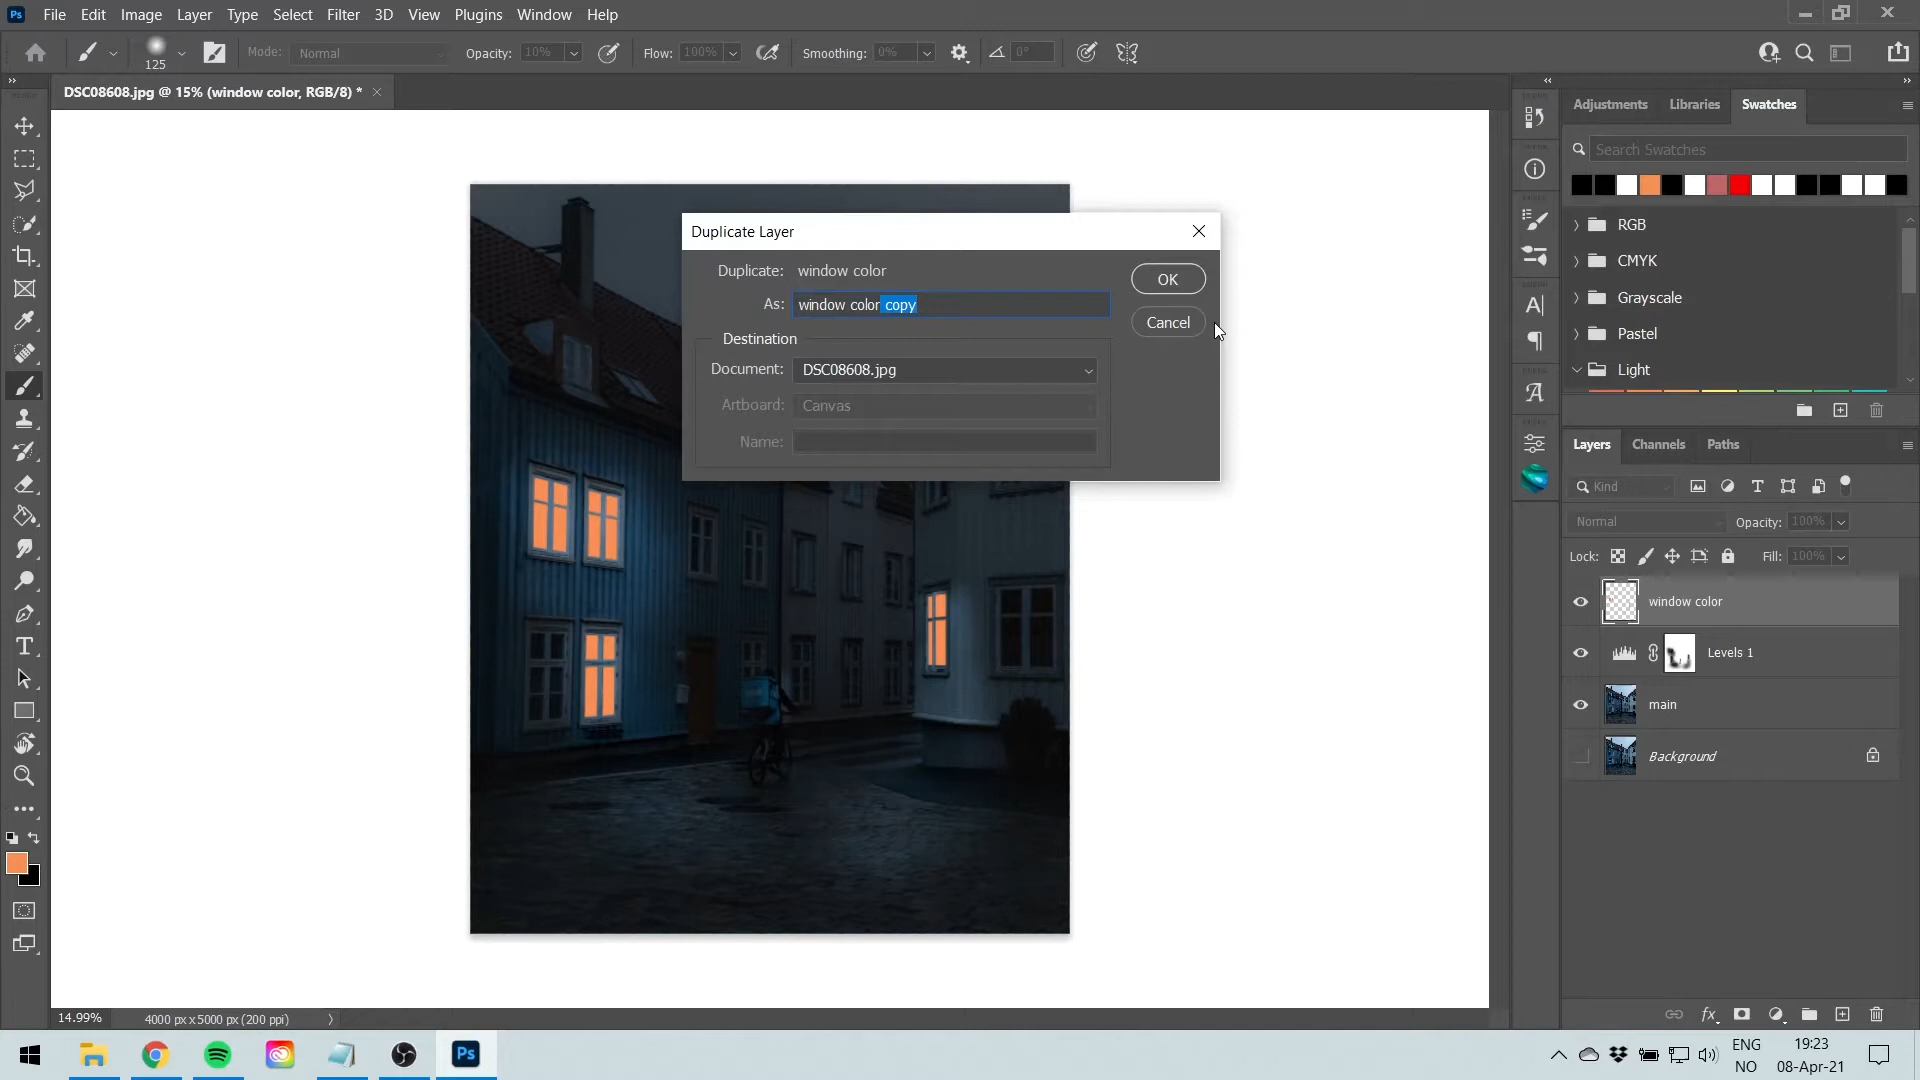 Ps File Edit Image Layer Type Select Filter 3D View Plugins Window Help
125 Mode: Normal Opacity: 10% Flow: 100% Smoothing: 0% 0°
DSC08608.jpg @ 15% (window color, RGB/8) *
Adjustments Libraries Swatches
Search Swatches
RGB
CMYK
Grayscale
Pastel
Light
Duplicate Layer
Duplicate: window color
As: window color copy
OK
Cancel
Destination
Document: DSC08608.jpg
Artboard: Canvas
Name:
Layers Channels Paths
Kind
Normal Opacity: 100%
Lock: Fill: 100%
window color
Levels 1
main
Background
14.99% 4000 px x 5000 px (200 ppi)
Ps
ENG
NO
19:23
08-Apr-21